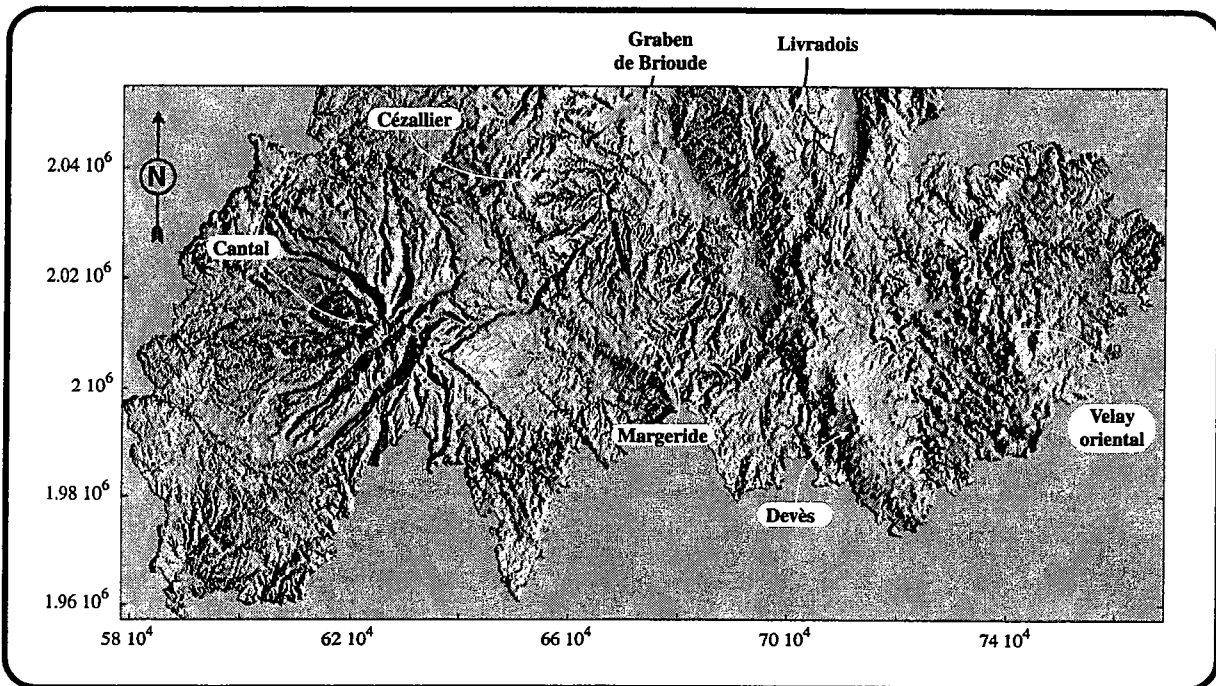 Graben
de Brioude
Livradois
Cézallier
2.04 10⁶
N
Cantal
2.02 10⁶
2 10⁶
Margeride
Velay
oriental
1.98 10⁶
Devès
1.96 10⁶
58 10⁴
62 10⁴
66 10⁴
70 10⁴
74 10⁴